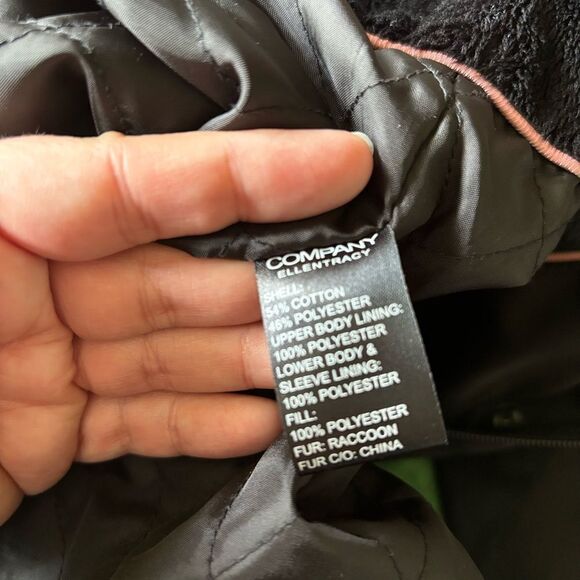 COMPANY
ELLENTRACY
SHELL:
54% COTTON
46% POLYESTER
UPPER BODY LINING:
100% POLYESTER
LOWER BODY &
SLEEVE LINING:
100% POLYESTER
FILL:
100% POLYESTER
FUR: RACCOON
FUR C/O: CHINA